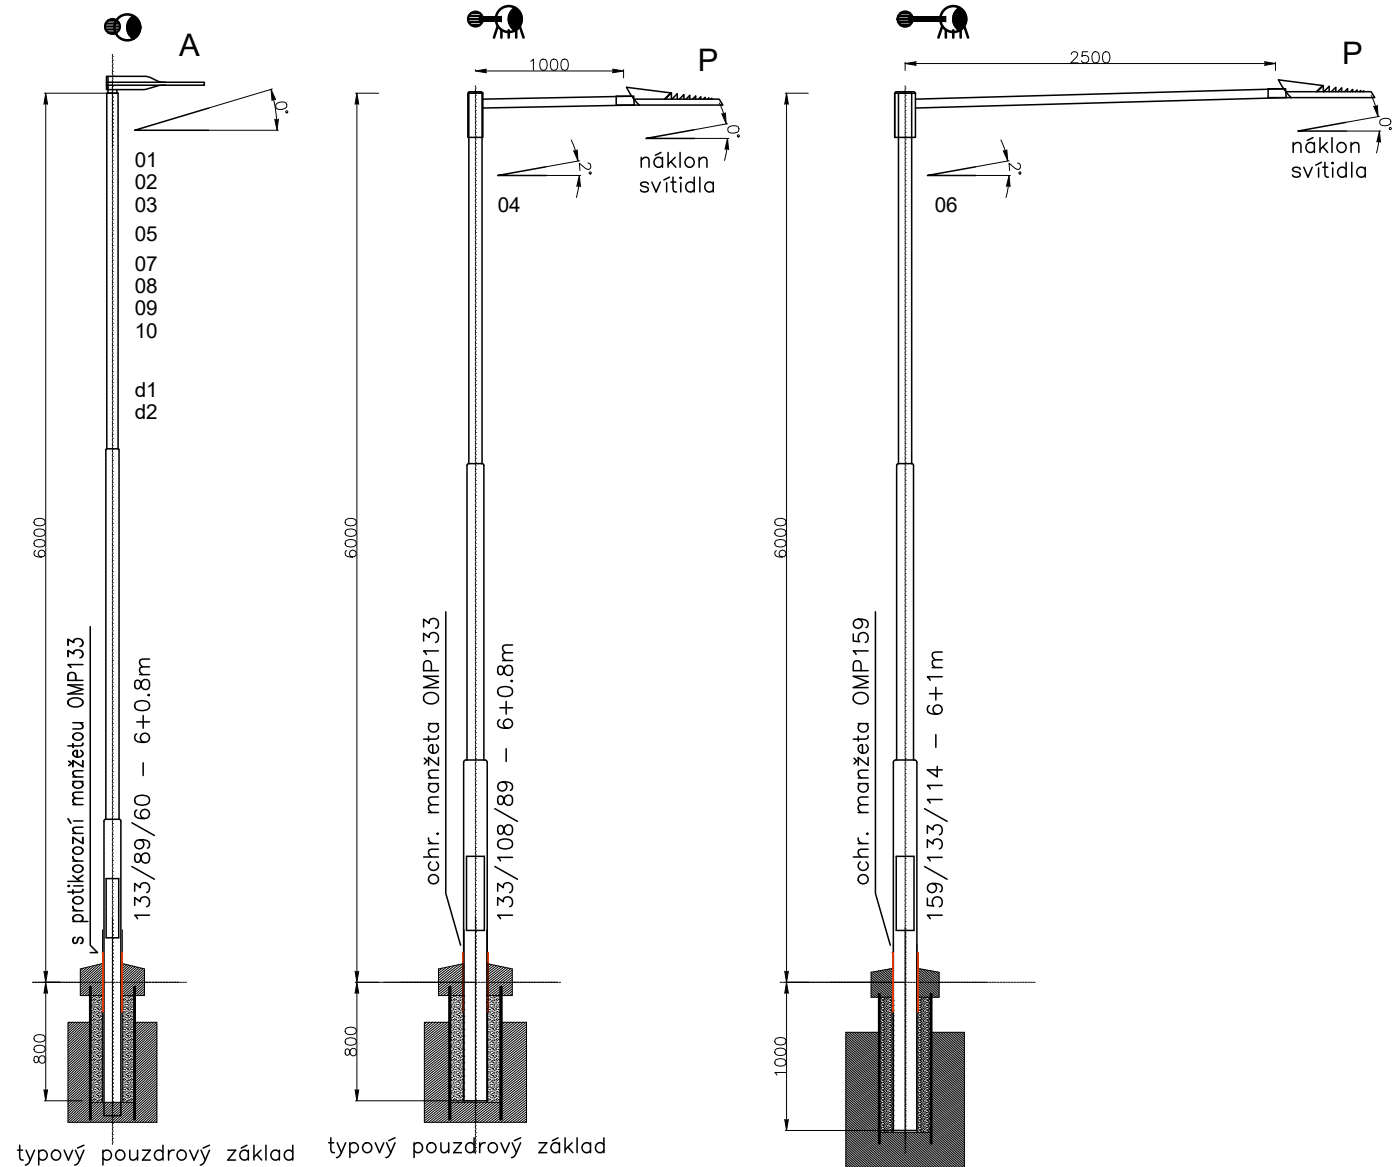 A
0°
01
02
03
05
07
08
09
10
d1
d2
6000
s protikorozní manžetou OMP133
133/89/60 – 6+0.8m
800
typový pouzdrový základ
1000
P
0°
náklon
svítidla
2°
04
6000
ochr. manžeta OMP133
133/108/89 – 6+0.8m
800
typový pouzdrový základ
2500
P
0°
náklon
svítidla
2°
06
6000
ochr. manžeta OMP159
159/133/114 – 6+1m
1000